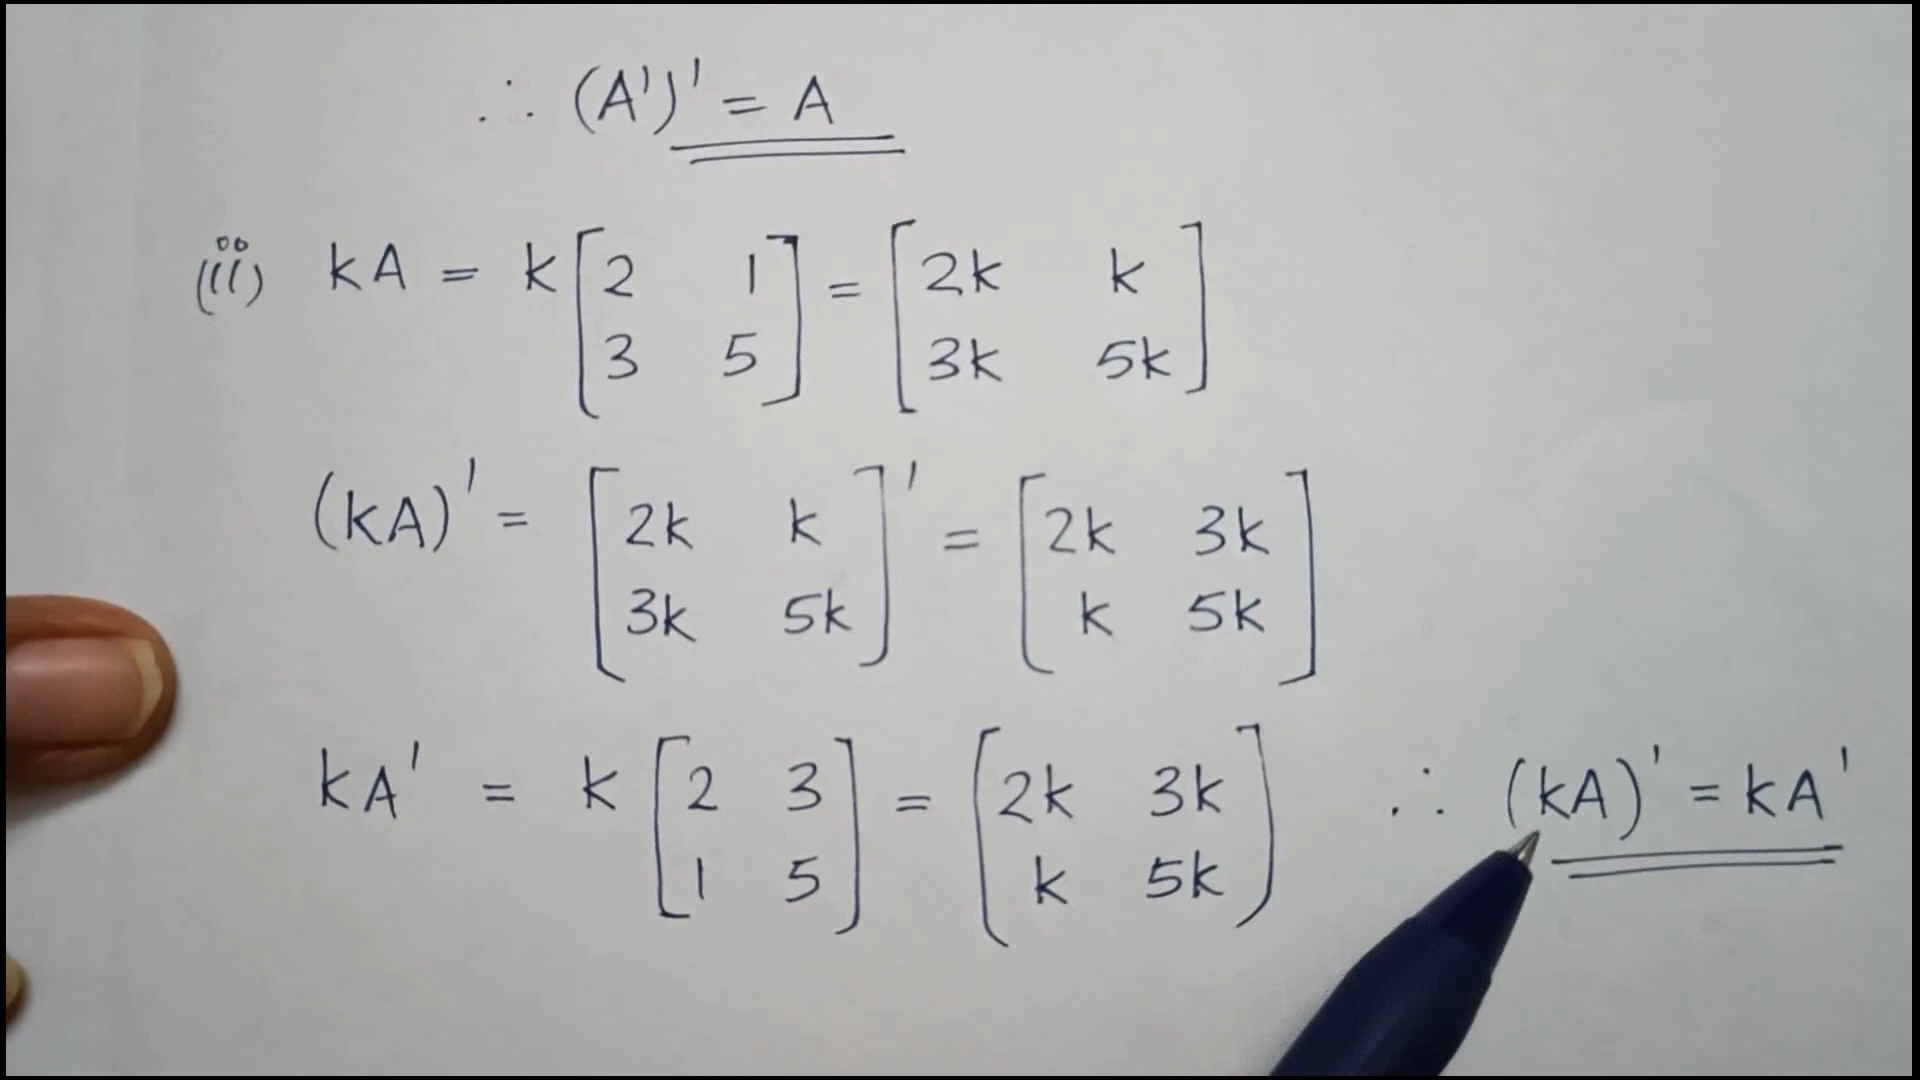 ∴ (A')' = A
(ii) kA = k [2 1 = [2k k
3 5] 3k 5k]
(kA)' = [2k k ' = [2k 3k
3k 5k] k 5k]
kA' = k [2 3 = [2k 3k ∴ (kA)' = kA'
1 5] k 5k]